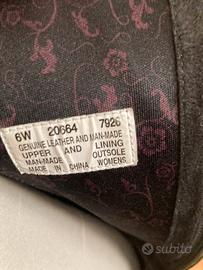 6W 20664 7926
GENUINE LEATHER AND MAN-MADE
UPPER AND LINING
MAN-MADE OUTSOLE
MADE IN CHINA WOMENS
subito